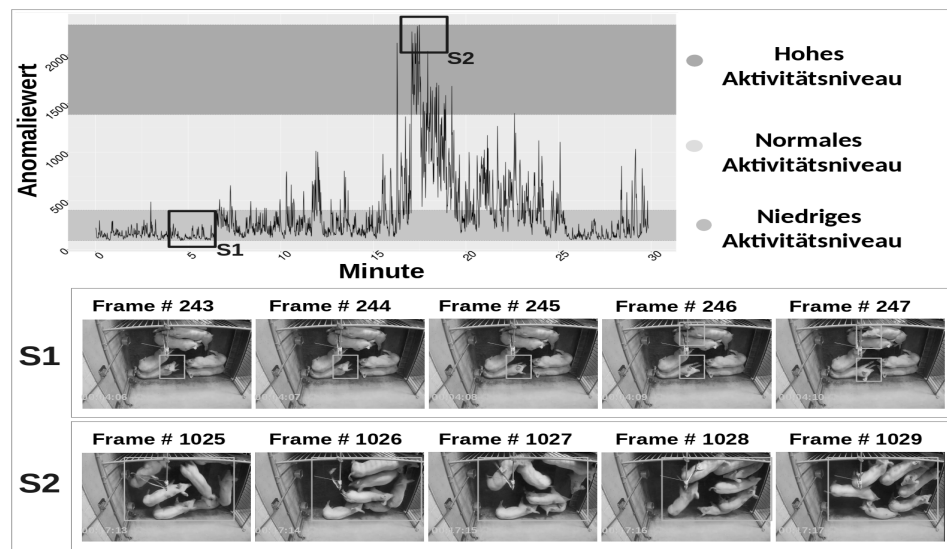 Anomaliewert
2000
1500
1000
500
0
S2
S1
0
5
10
15
20
25
30
Minute
Hohes
Aktivitätsniveau
Normales
Aktivitätsniveau
Niedriges
Aktivitätsniveau
S1
Frame # 243
Frame # 244
Frame # 245
Frame # 246
Frame # 247
S2
Frame # 1025
Frame # 1026
Frame # 1027
Frame # 1028
Frame # 1029